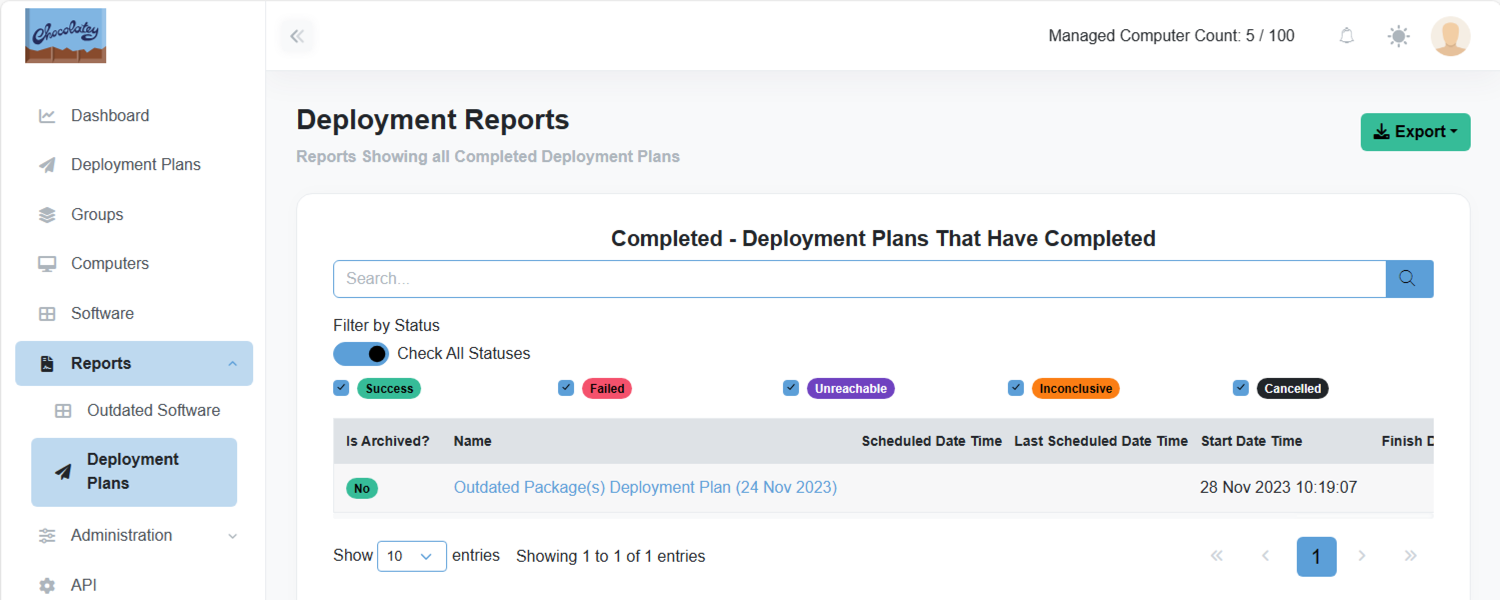 Chocolatey
Managed Computer Count: 5 / 100
Dashboard
Deployment Plans
Groups
Computers
Software
Reports
Outdated Software
Deployment
Plans
Administration
API
Deployment Reports
Reports Showing all Completed Deployment Plans
Export
Completed - Deployment Plans That Have Completed
Search...
Filter by Status
Check All Statuses
Success Failed Unreachable Inconclusive Cancelled
Is Archived? Name Scheduled Date Time Last Scheduled Date Time Start Date Time Finish D
No Outdated Package(s) Deployment Plan (24 Nov 2023) 28 Nov 2023 10:19:07
Show 10 entries Showing 1 to 1 of 1 entries « ‹ 1 › »